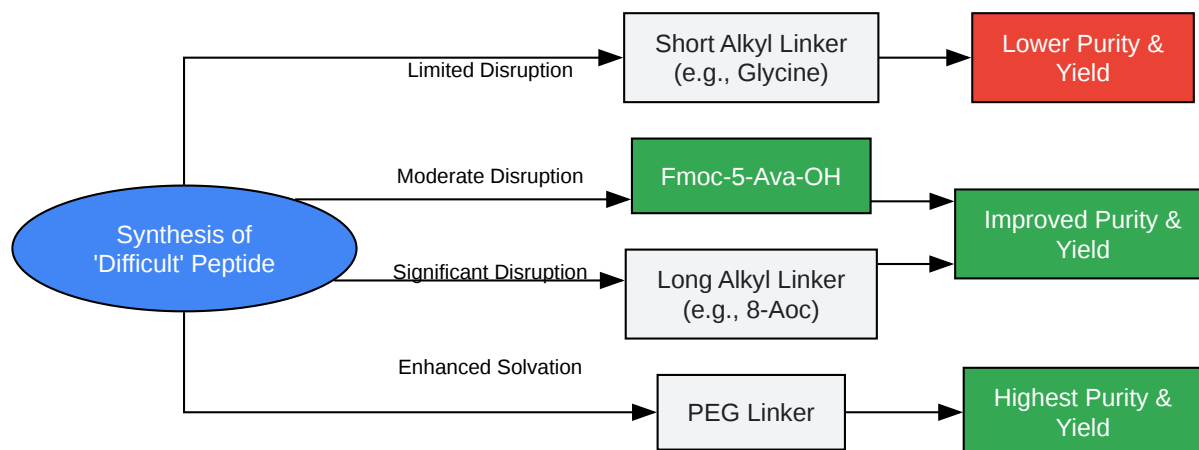 Short Alkyl Linker
(e.g., Glycine)
Lower Purity &
Yield
Limited Disruption
Moderate Disruption
Fmoc-5-Ava-OH
Improved Purity &
Yield
Synthesis of
'Difficult' Peptide
Significant Disruption
Long Alkyl Linker
(e.g., 8-Aoc)
Enhanced Solvation
PEG Linker
Highest Purity &
Yield